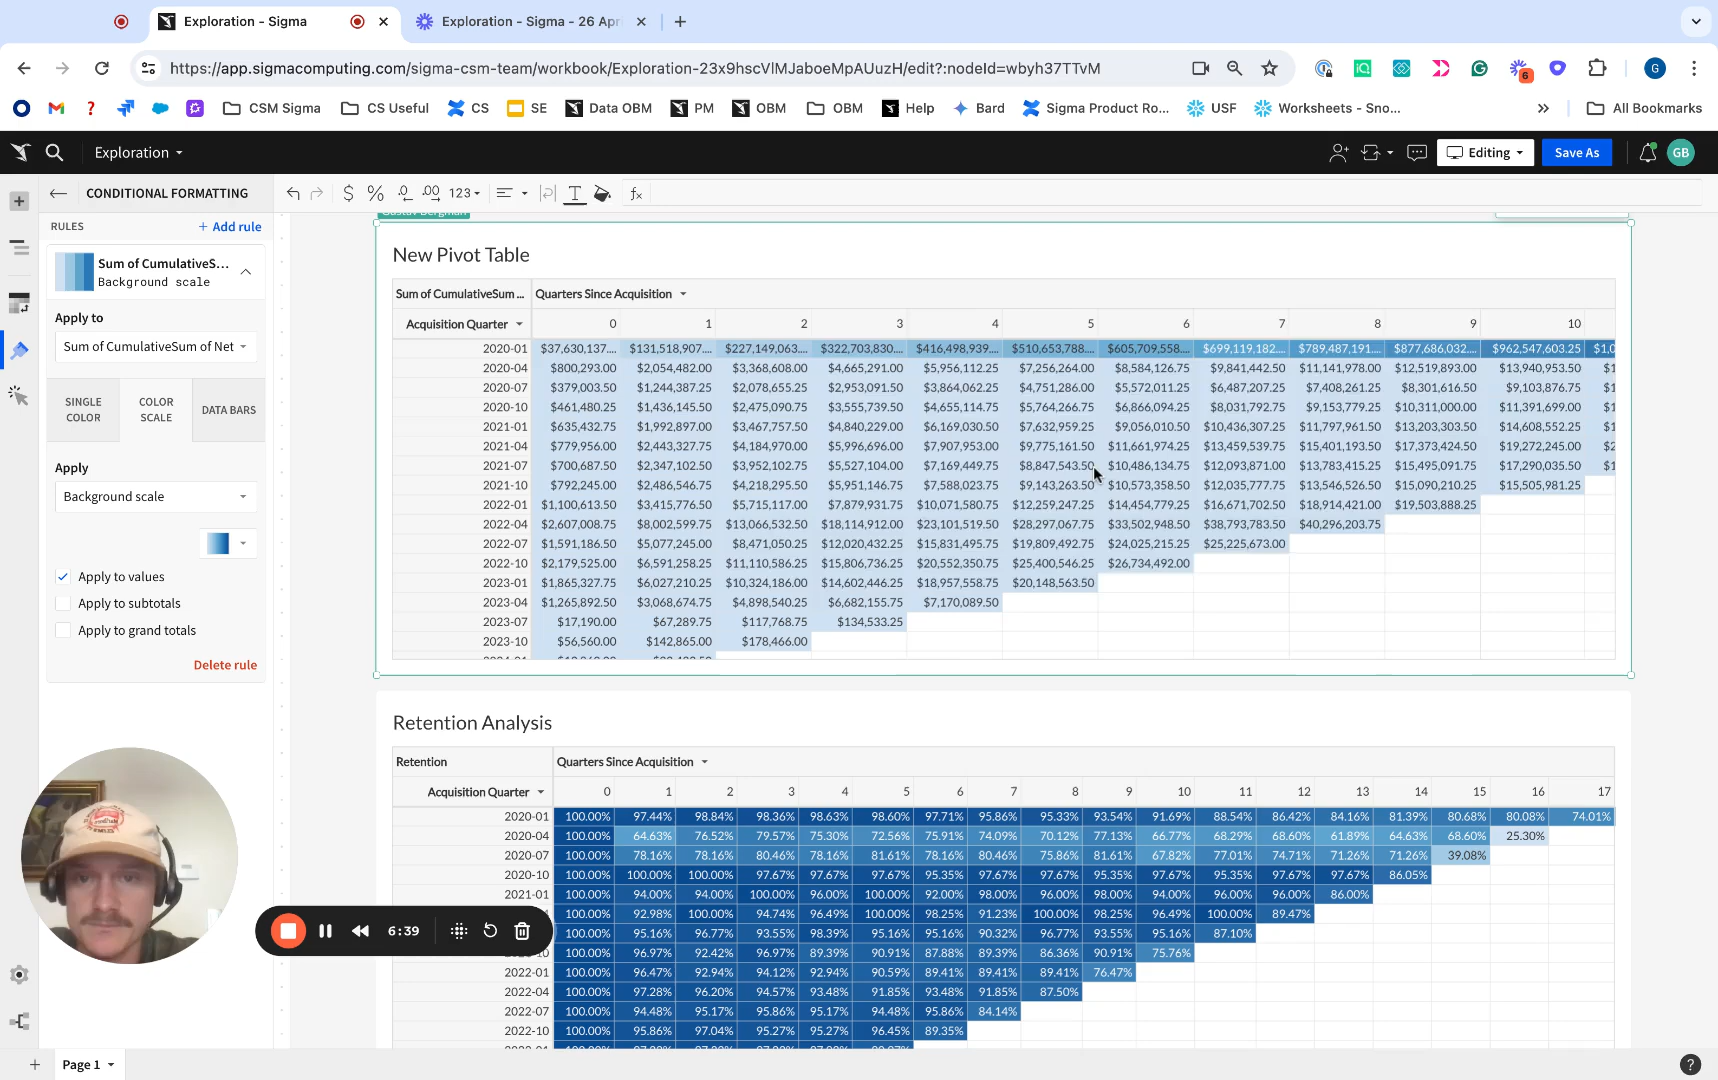 Exploration - Sigma
Exploration - Sigma - 26 Apr
https://app.sigmacomputing.com/sigma-csm-team/workbook/Exploration-23x9hscVlMJaboeMpAUuzH/edit?:nodeId=wbyh37TTvM
6
G
CSM Sigma
CS Useful
CS
SE
Data OBM
PM
OBM
OBM
Help
Bard
Sigma Product Ro...
USF
Worksheets - Sno...
All Bookmarks
Exploration
Editing
Save As
GB
CONDITIONAL FORMATTING
$ % .0 .00 123
fx
RULES
+ Add rule
Sum of CumulativeS...
Background scale
Apply to
Sum of CumulativeSum of Net
SINGLE COLOR
COLOR SCALE
DATA BARS
Apply
Background scale
Apply to values
Apply to subtotals
Apply to grand totals
Delete rule
Gustav Bergman
New Pivot Table
Sum of CumulativeSum ... Quarters Since Acquisition
Acquisition Quarter 0 1 2 3 4 5 6 7 8 9 10
2020-01 $37,630,137.... $131,518,907.... $227,149,063.... $322,703,830.... $416,498,939.... $510,653,788.... $605,709,558.... $699,119,182.... $789,487,191.... $877,686,032.... $962,547,603.25 $1,0
2020-04 $800,293.00 $2,054,482.00 $3,368,608.00 $4,665,291.00 $5,956,112.25 $7,256,264.00 $8,584,126.75 $9,841,442.50 $11,141,978.00 $12,519,893.00 $13,940,953.50 $1
2020-07 $379,003.50 $1,244,387.25 $2,078,655.25 $2,953,091.50 $3,864,062.25 $4,751,286.00 $5,572,011.25 $6,487,207.25 $7,408,261.25 $8,301,616.50 $9,103,876.75 $1
2020-10 $461,480.25 $1,436,145.50 $2,475,090.75 $3,555,739.50 $4,655,114.75 $5,764,266.75 $6,866,094.25 $8,031,792.75 $9,153,779.25 $10,311,000.00 $11,391,699.00 $1
2021-01 $635,432.75 $1,992,897.00 $3,467,757.50 $4,840,229.00 $6,169,030.50 $7,632,959.25 $9,056,010.50 $10,436,307.25 $11,797,961.50 $13,203,303.50 $14,608,552.25 $1
2021-04 $779,956.00 $2,443,327.75 $4,184,970.00 $5,996,696.00 $7,907,953.00 $9,775,161.50 $11,661,974.25 $13,459,539.75 $15,401,193.50 $17,373,424.50 $19,272,245.00 $2
2021-07 $700,687.50 $2,347,102.50 $3,952,102.75 $5,527,104.00 $7,169,449.75 $8,847,543.50 $10,486,134.75 $12,093,871.00 $13,783,415.25 $15,495,091.75 $17,290,035.50 $1
2021-10 $792,245.00 $2,486,546.75 $4,218,295.50 $5,951,146.75 $7,588,023.75 $9,143,263.50 $10,573,358.50 $12,035,777.75 $13,546,526.50 $15,090,210.25 $15,505,981.25
2022-01 $1,100,613.50 $3,415,776.50 $5,715,117.00 $7,879,931.75 $10,071,580.75 $12,259,247.25 $14,454,779.25 $16,671,702.50 $18,914,421.00 $19,503,888.25
2022-04 $2,607,008.75 $8,002,599.75 $13,066,532.50 $18,114,912.00 $23,101,519.50 $28,297,067.75 $33,502,948.50 $38,793,783.50 $40,296,203.75
2022-07 $1,591,186.50 $5,077,245.00 $8,471,050.25 $12,020,432.25 $15,831,495.75 $19,809,492.75 $24,025,215.25 $25,225,673.00
2022-10 $2,179,525.00 $6,591,258.25 $11,110,586.25 $15,806,736.25 $20,552,350.75 $25,400,546.25 $26,734,492.00
2023-01 $1,865,327.75 $6,027,210.25 $10,324,186.00 $14,602,446.25 $18,957,558.75 $20,148,563.50
2023-04 $1,265,892.50 $3,068,674.75 $4,898,540.25 $6,682,155.75 $7,170,089.50
2023-07 $17,190.00 $67,289.75 $117,768.75 $134,533.25
2023-10 $56,560.00 $142,865.00 $178,466.00
Retention Analysis
Retention Quarters Since Acquisition
Acquisition Quarter 0 1 2 3 4 5 6 7 8 9 10 11 12 13 14 15 16 17
2020-01 100.00% 97.44% 98.84% 98.36% 98.63% 98.60% 97.71% 95.86% 95.33% 93.54% 91.69% 88.54% 86.42% 84.16% 81.39% 80.68% 80.08% 74.01%
2020-04 100.00% 64.63% 76.52% 79.57% 75.30% 72.56% 75.91% 74.09% 70.12% 77.13% 66.77% 68.29% 68.60% 61.89% 64.63% 68.60% 25.30%
2020-07 100.00% 78.16% 78.16% 80.46% 78.16% 81.61% 78.16% 80.46% 75.86% 81.61% 67.82% 77.01% 74.71% 71.26% 71.26% 39.08%
2020-10 100.00% 100.00% 100.00% 97.67% 97.67% 95.35% 97.67% 97.67% 95.35% 97.67% 97.67% 95.35% 97.67% 97.67% 86.05%
2021-01 100.00% 94.00% 94.00% 100.00% 96.00% 100.00% 92.00% 98.00% 96.00% 98.00% 94.00% 96.00% 96.00% 86.00%
100.00% 92.98% 100.00% 94.74% 96.49% 100.00% 98.25% 91.23% 100.00% 98.25% 96.49% 100.00% 89.47%
100.00% 95.16% 96.77% 93.55% 98.39% 95.16% 95.16% 90.32% 96.77% 93.55% 95.16% 87.10%
100.00% 96.97% 92.42% 96.97% 89.39% 90.91% 87.88% 89.39% 86.36% 90.91% 75.76%
2022-01 100.00% 96.47% 92.94% 94.12% 92.94% 90.59% 89.41% 89.41% 89.41% 76.47%
2022-04 100.00% 97.28% 96.20% 94.57% 93.48% 91.85% 93.48% 91.85% 87.50%
2022-07 100.00% 94.48% 95.17% 95.86% 95.17% 94.48% 95.86% 84.14%
2022-10 100.00% 95.86% 97.04% 95.27% 95.27% 96.45% 89.35%
6:39
Page 1